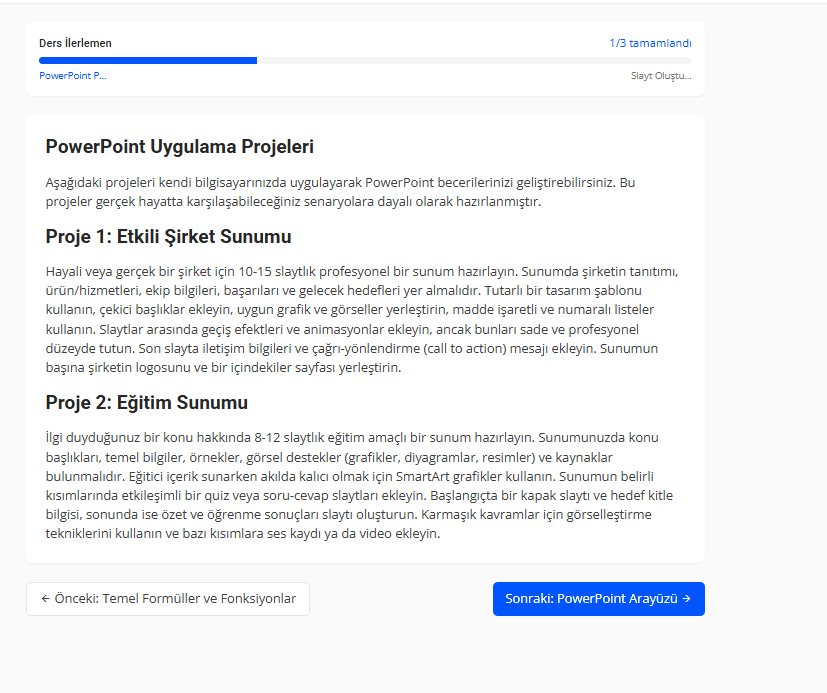 Ders İlerlemen
1/3 tamamlandı
PowerPoint P...
Slayt Oluştu...
PowerPoint Uygulama Projeleri
Aşağıdaki projeleri kendi bilgisayarınızda uygulayarak PowerPoint becerilerinizi geliştirebilirsiniz. Bu
projeler gerçek hayatta karşılaşabileceğiniz senaryolara dayalı olarak hazırlanmıştır.
Proje 1: Etkili Şirket Sunumu
Hayali veya gerçek bir şirket için 10-15 slaytlık profesyonel bir sunum hazırlayın. Sunumda şirketin tanıtımı,
ürün/hizmetleri, ekip bilgileri, başarıları ve gelecek hedefleri yer almalıdır. Tutarlı bir tasarım şablonu
kullanın, çekici başlıklar ekleyin, uygun grafik ve görseller yerleştirin, madde işaretli ve numaralı listeler
kullanın. Slaytlar arasında geçiş efektleri ve animasyonlar ekleyin, ancak bunları sade ve profesyonel
düzeyde tutun. Son slayta iletişim bilgileri ve çağrı-yönlendirme (call to action) mesajı ekleyin. Sunumun
başına şirketin logosunu ve bir içindekiler sayfası yerleştirin.
Proje 2: Eğitim Sunumu
İlgi duyduğunuz bir konu hakkında 8-12 slaytlık eğitim amaçlı bir sunum hazırlayın. Sunumunuzda konu
başlıkları, temel bilgiler, örnekler, görsel destekler (grafikler, diyagramlar, resimler) ve kaynaklar
bulunmalıdır. Eğitici içerik sunarken akılda kalıcı olmak için SmartArt grafikler kullanın. Sunumun belirli
kısımlarında etkileşimli bir quiz veya soru-cevap slaytları ekleyin. Başlangıçta bir kapak slaytı ve hedef kitle
bilgisi, sonunda ise özet ve öğrenme sonuçları slaytı oluşturun. Karmaşık kavramlar için görselleştirme
tekniklerini kullanın ve bazı kısımlara ses kaydı ya da video ekleyin.
← Önceki: Temel Formüller ve Fonksiyonlar
Sonraki: PowerPoint Arayüzü →